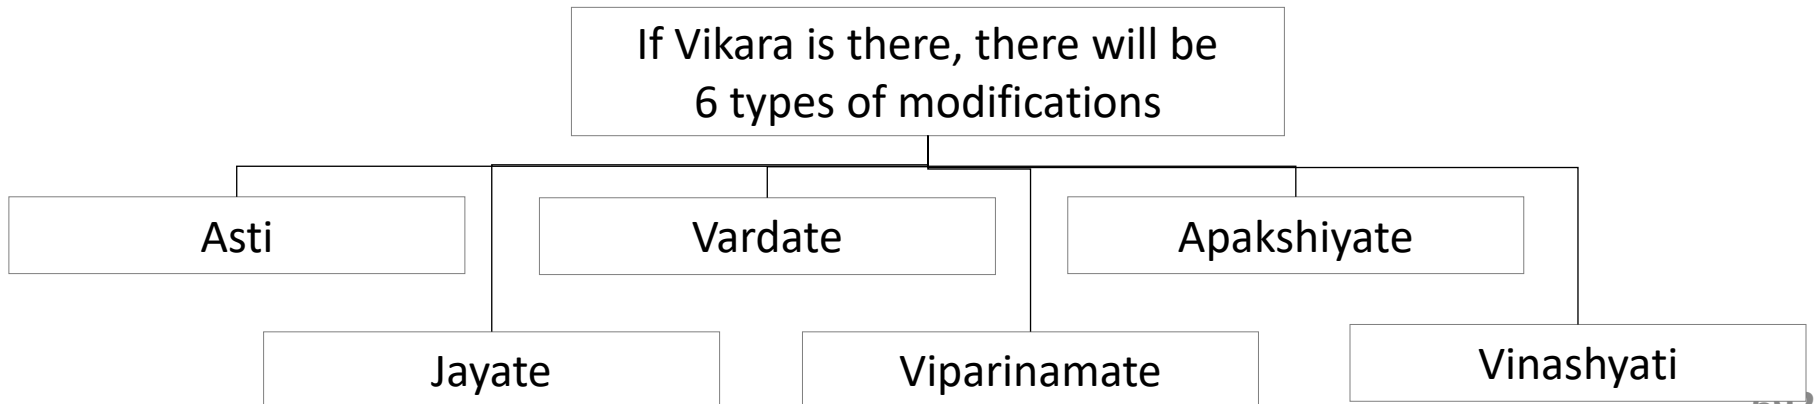 If Vikara is there, there will be
6 types of modifications
Asti
Vardate
Apakshiyate
Jayate
Viparinamate
Vinashyati